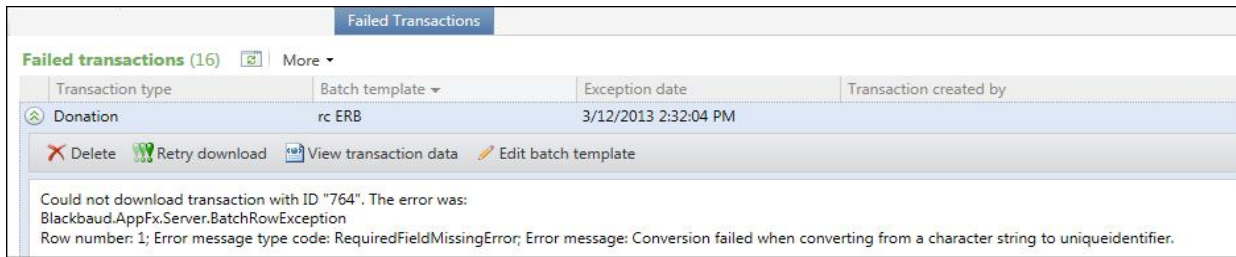 Failed Transactions
Failed transactions (16) More
Transaction type Batch template Exception date Transaction created by
Donation rc ERB 3/12/2013 2:32:04 PM
Delete Retry download View transaction data Edit batch template
Could not download transaction with ID "764". The error was:
Blackbaud.AppFx.Server.BatchRowException
Row number: 1; Error message type code: RequiredFieldMissingError; Error message: Conversion failed when converting from a character string to uniqueidentifier.